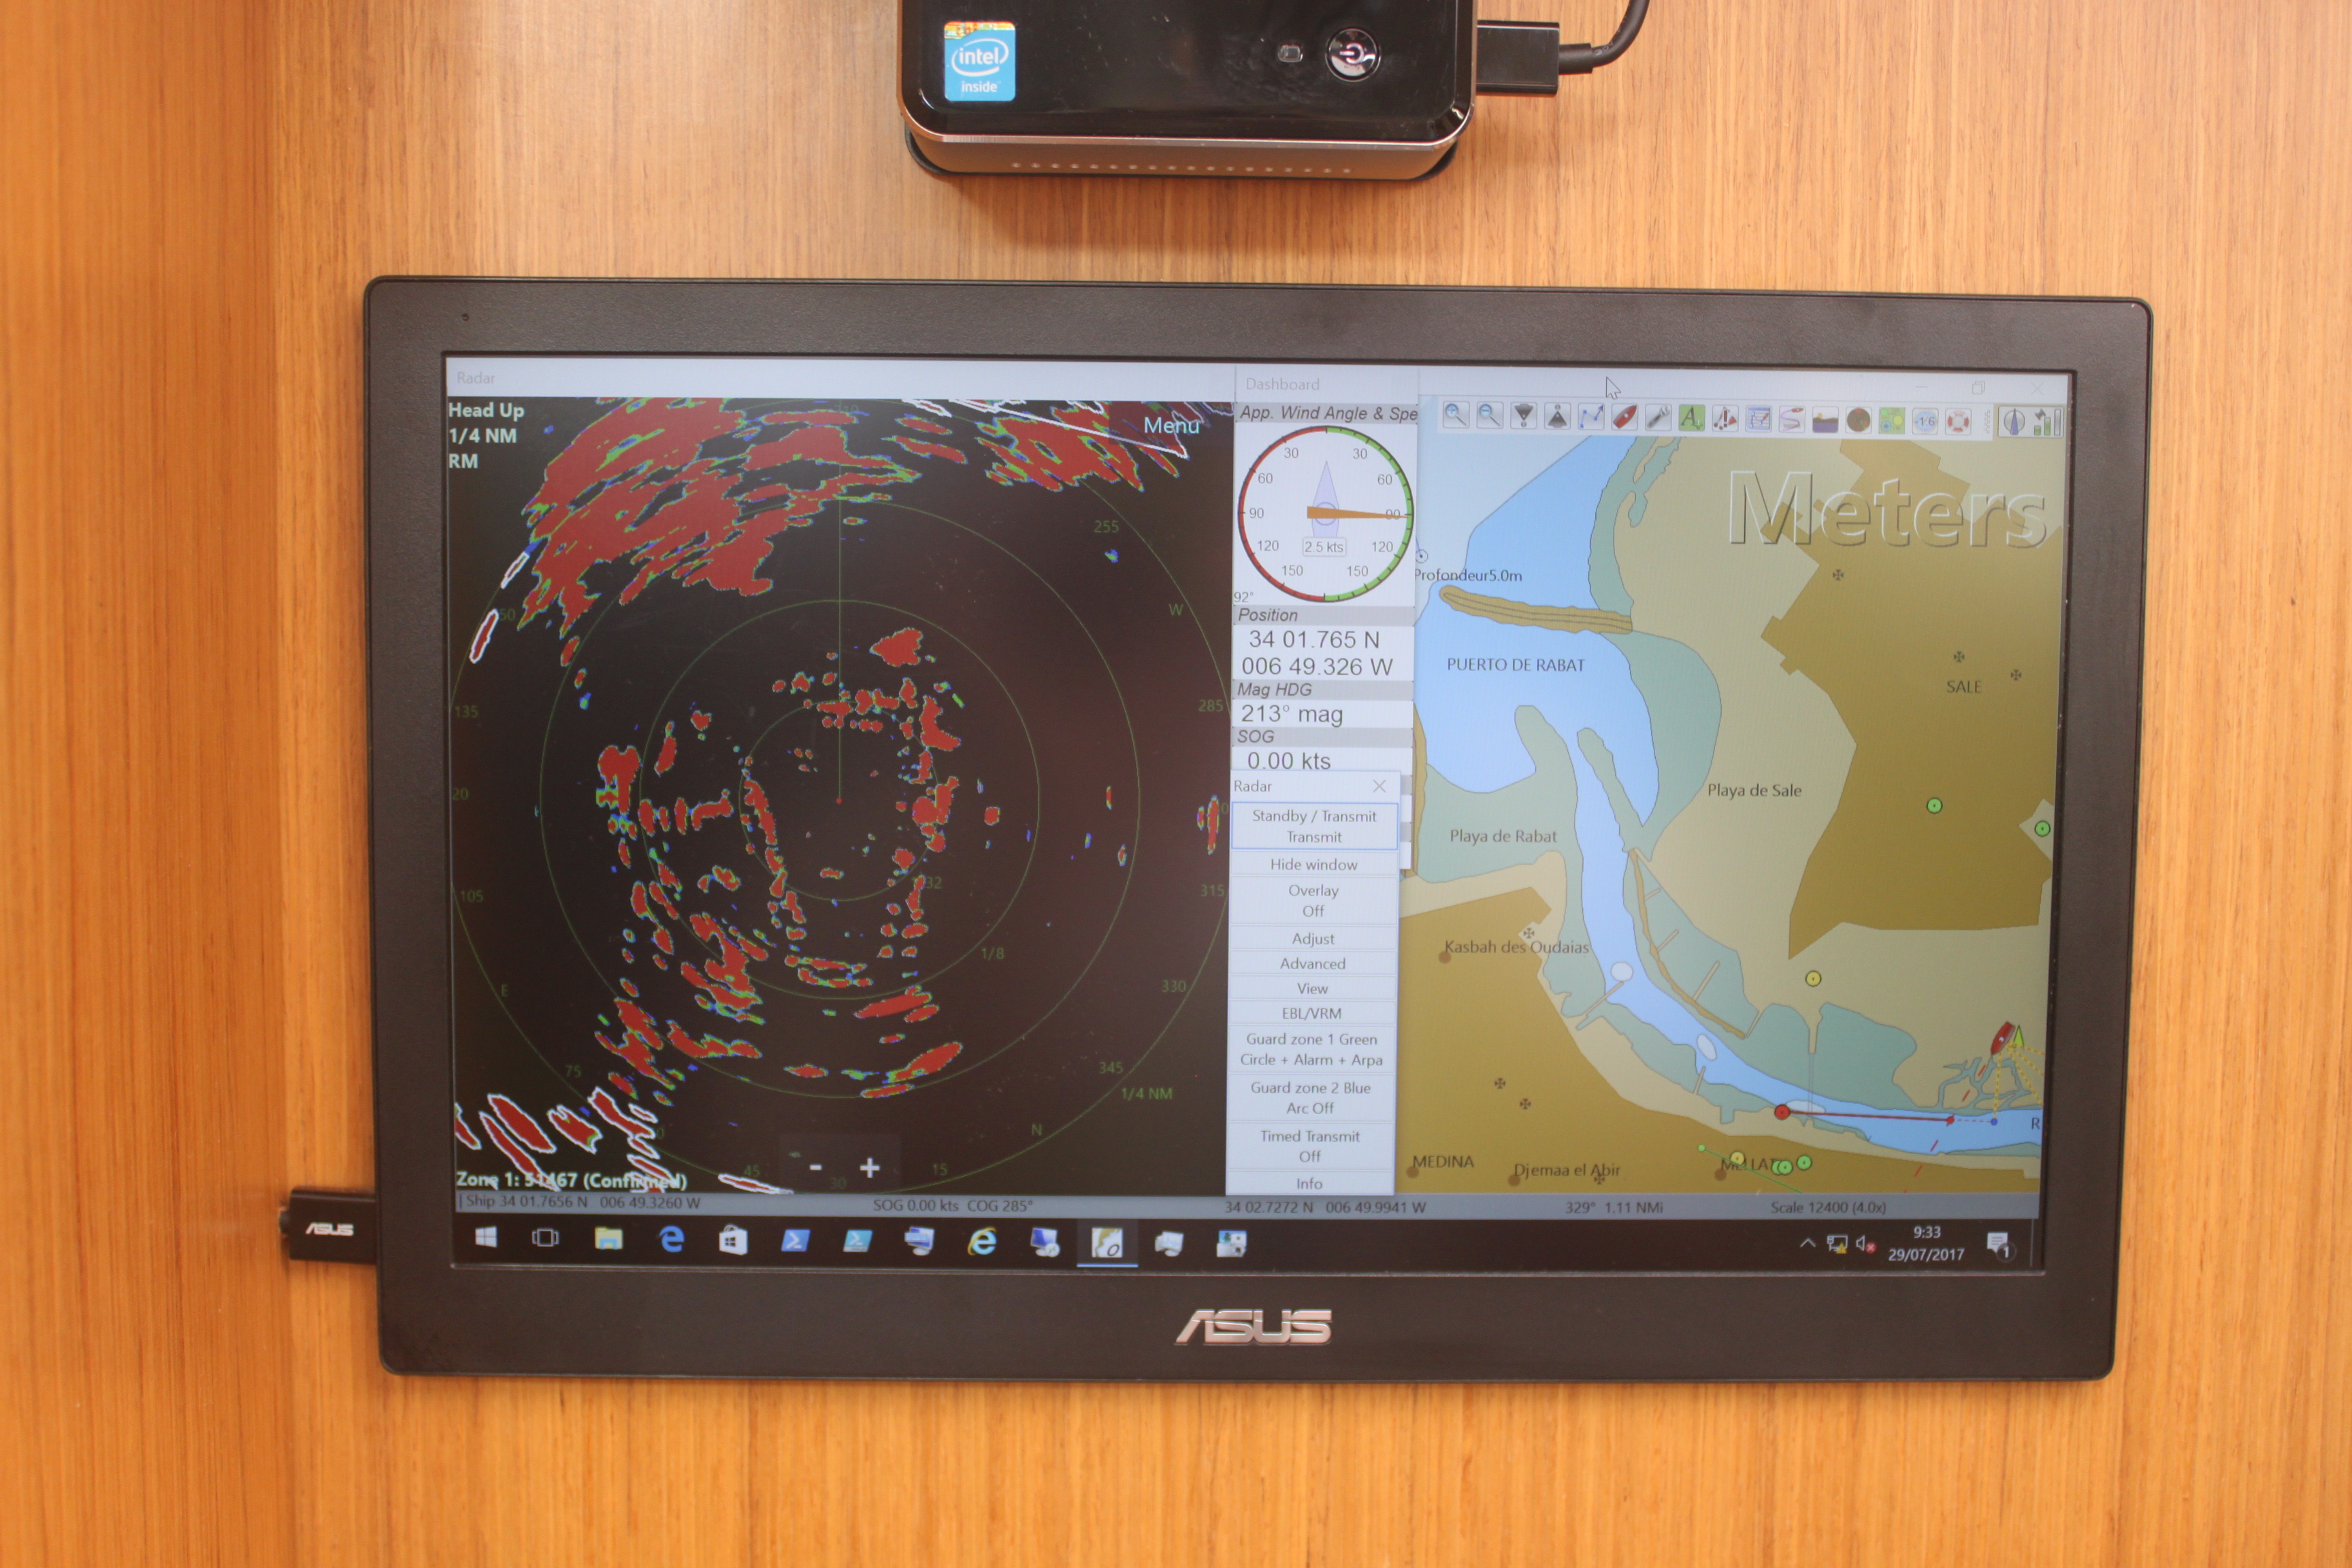 intel
inside
Radar
Head Up
1/4 NM
RM
Menu
255
W
285
135
105
315
E
1/8
330
75
345
1/4 NM
N
45
30
15
- +
Zone 1: 51467 (Confirmed)
Dashboard
App. Wind Angle & Spe
30 30
60 60
90 90
120 120
150 150
2.5 kts
92°
Position
34 01.765 N
006 49.326 W
Mag HDG
213° mag
SOG
0.00 kts
Radar
Standby / Transmit
Transmit
Hide window
Overlay
Off
Adjust
Advanced
View
EBL/VRM
Guard zone 1 Green
Circle + Alarm + Arpa
Guard zone 2 Blue
Arc Off
Timed Transmit
Off
Info
Meters
Profondeur5.0m
PUERTO DE RABAT
SALE
Playa de Sale
Playa de Rabat
Kasbah des Oudaias
MEDINA
Djemaa el Abir
R
Ship 34 01.7656 N 006 49.3260 W
SOG 0.00 kts COG 285°
34 02.7272 N 006 49.9941 W
329° 1.11 NMi
Scale 12400 (4.0x)
9:33
29/07/2017
1
ASUS
ASUS